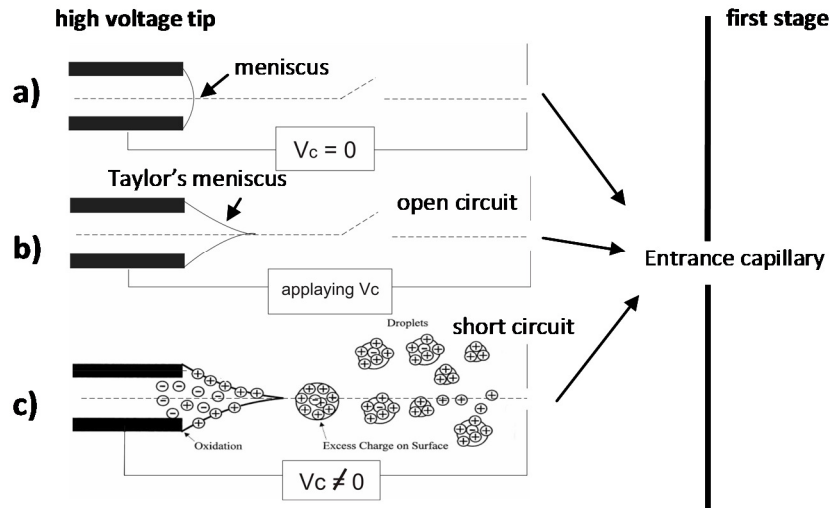 high voltage tip
first stage
a)
meniscus
Vc = 0
Taylor's meniscus
b)
open circuit
Entrance capillary
applaying Vc
Droplets
short circuit
c)
Oxidation
Excess Charge on Surface
Vc ≠ 0